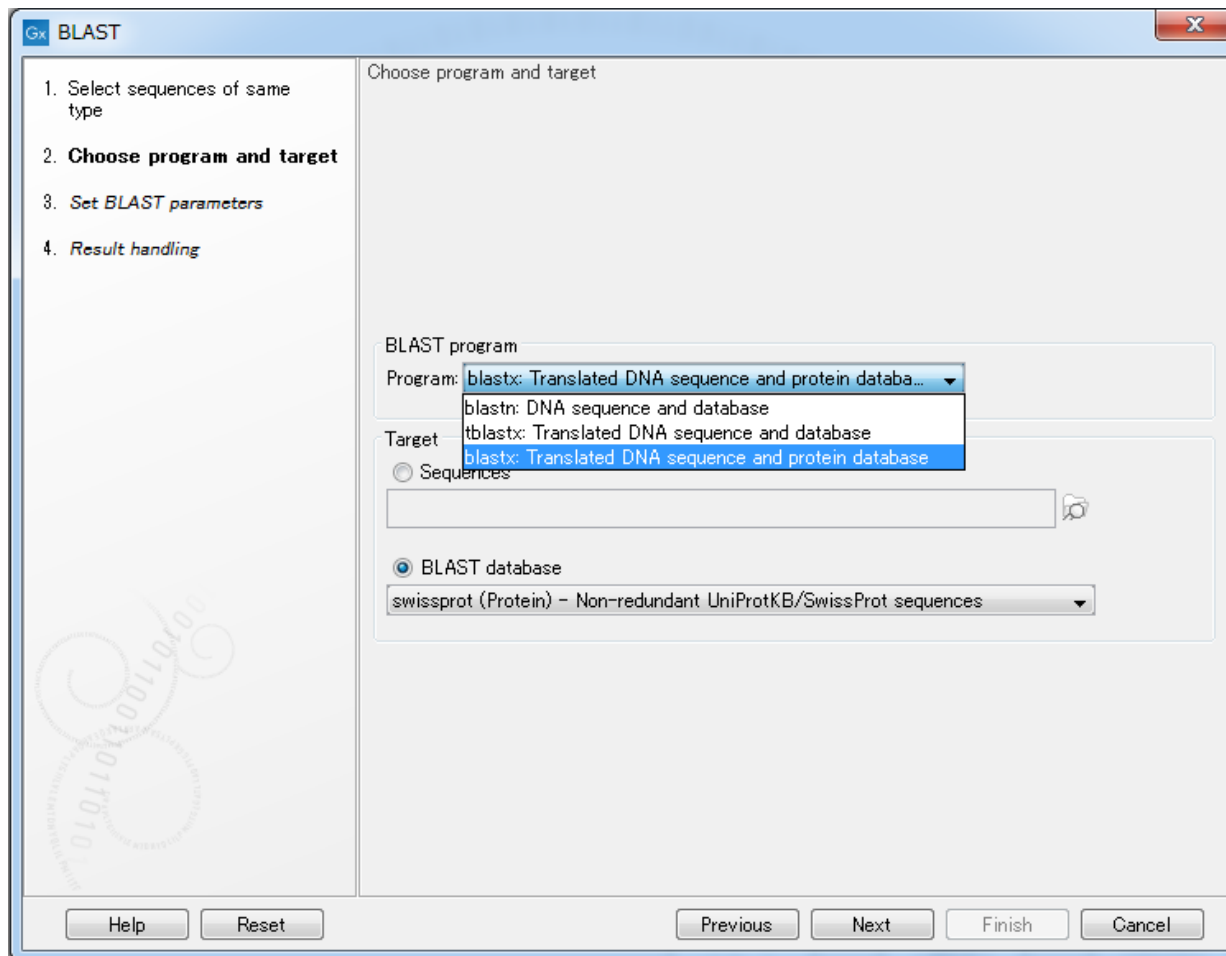 Gx BLAST
1. Select sequences of same
type
2. Choose program and target
3. Set BLAST parameters
4. Result handling
Choose program and target
BLAST program
Program: blastx: Translated DNA sequence and protein databa...
blastn: DNA sequence and database
tblastx: Translated DNA sequence and database
blastx: Translated DNA sequence and protein database
Target
Sequences
BLAST database
swissprot (Protein) - Non-redundant UniProtKB/SwissProt sequences
Help
Reset
Previous
Next
Finish
Cancel